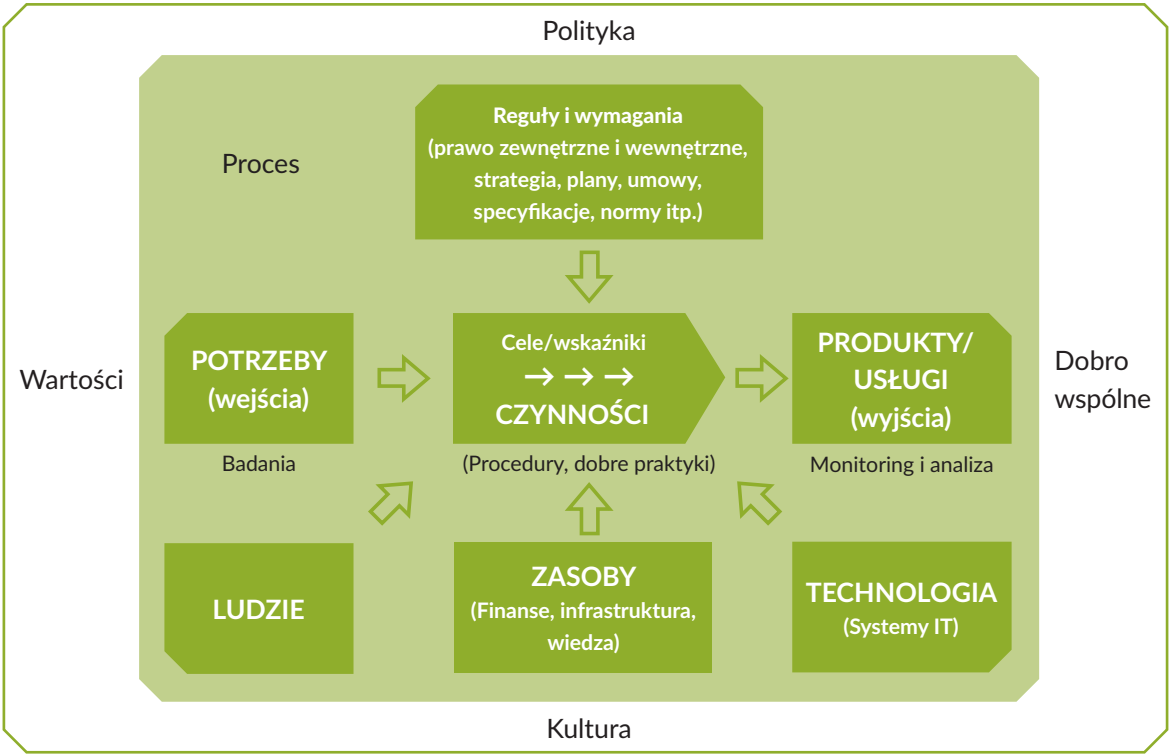 Polityka
Proces
Reguły i wymagania
(prawo zewnętrzne i wewnętrzne,
strategia, plany, umowy,
specyfikacje, normy itp.)
Wartości
POTRZEBY
(wejścia)
Badania
Cele/wskaźniki
→ → →
CZYNNOŚCI
(Procedury, dobre praktyki)
PRODUKTY/
USŁUGI
(wyjścia)
Monitoring i analiza
Dobro
wspólne
LUDZIE
ZASOBY
(Finanse, infrastruktura,
wiedza)
TECHNOLOGIA
(Systemy IT)
Kultura